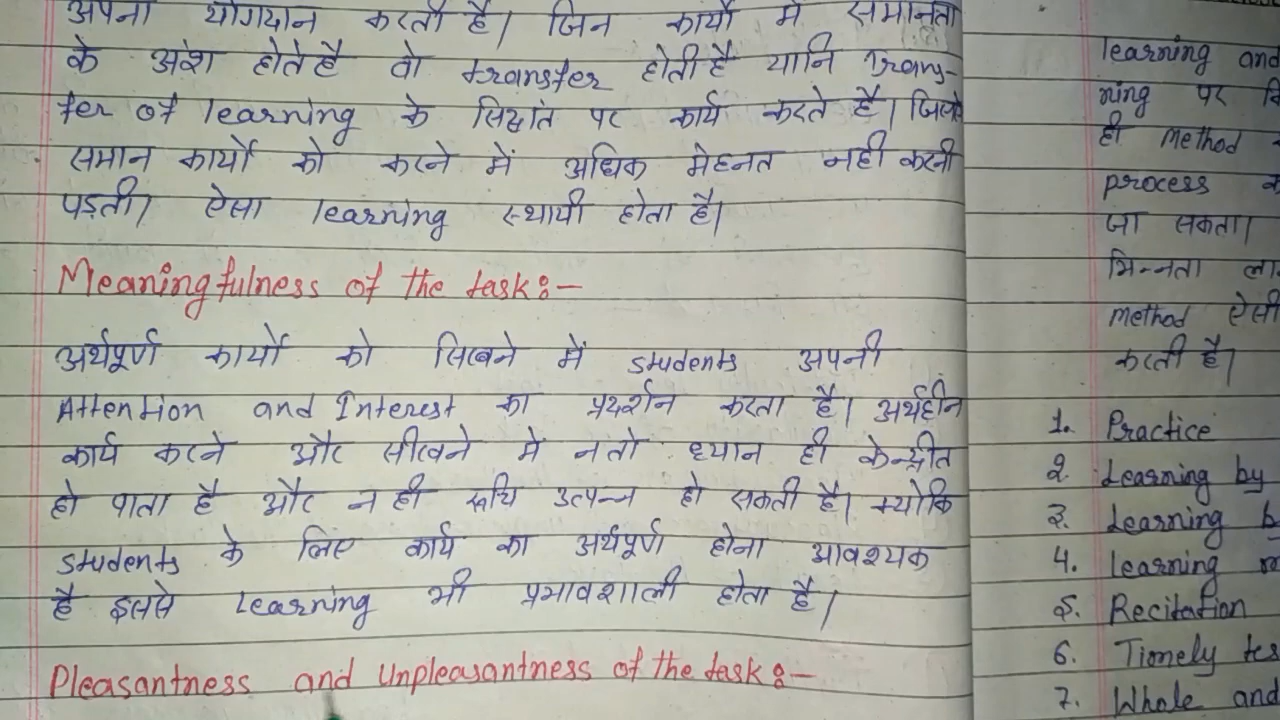 अपना योगदान करती है। जिन कार्यो में समानता
के अंश होते है वो transfer होती है यानि Trans-
fer of learning के सिद्वांत पर कार्य करते है। जिससे
समान कार्यो को करने में अधिक मेहनत नही करनी
पड़ती। ऐसा learning स्थायी होता है।
Meaningfulness of the task:-
अर्थपूर्ण कार्यो को सिखने में students अपनी
Attention and Interest का प्रदर्शन करता है। अर्थहीन
कार्य करने और सीखने मे न तो ध्यान ही केन्द्रीत
हो पाता है और न ही रूचि उत्पन्न हो सकती है। क्योकि
students के लिए कार्य का अर्थपूर्ण होना आवश्यक
है इससे learning भी प्रभावशाली होता है।
Pleasantness and Unpleasantness of the task:-
learning and
ning पर
ही Method
process
जा सकता।
भिन्नता ला
Method ऐसी
करती है।
1. Practice
2. Learning by
3. Learning b
4. Learning
5. Recitation
6. Timely tes
7. Whole and